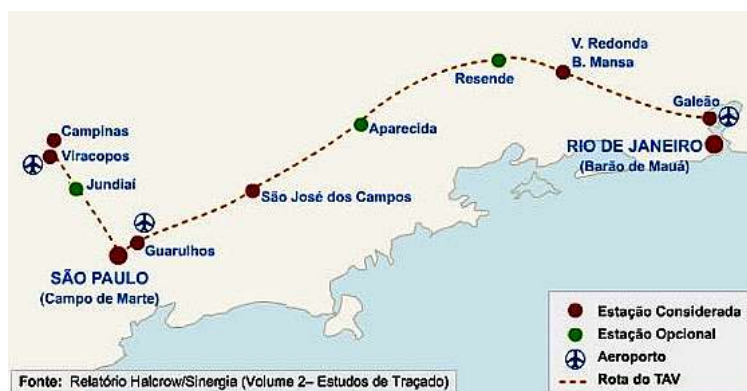 V. Redonda
B. Mansa
Resende
Galeão
Campinas
Aparecida
RIO DE JANEIRO
(Barão de Mauá)
Viracopos
Jundiaí
São José dos Campos
Guarulhos
SÃO PAULO
(Campo de Marte)
Estação Considerada
Estação Opcional
Aeroporto
Rota do TAV
Fonte: Relatório Halcrow/Sinergia (Volume 2– Estudos de Traçado)